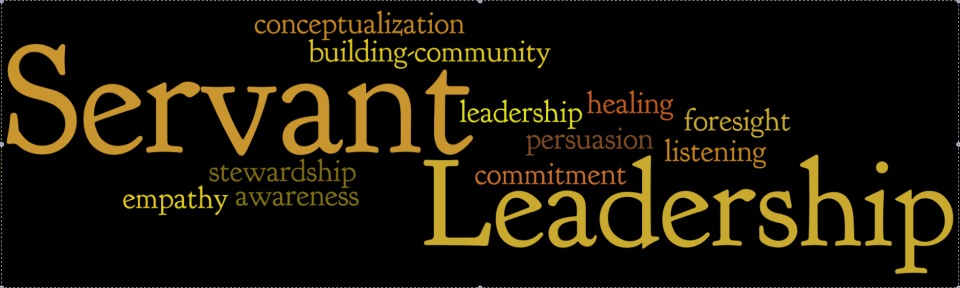 conceptualization
building-community
Servant
leadership healing
foresight
persuasion
listening
stewardship
commitment
empathy awareness
Leadership